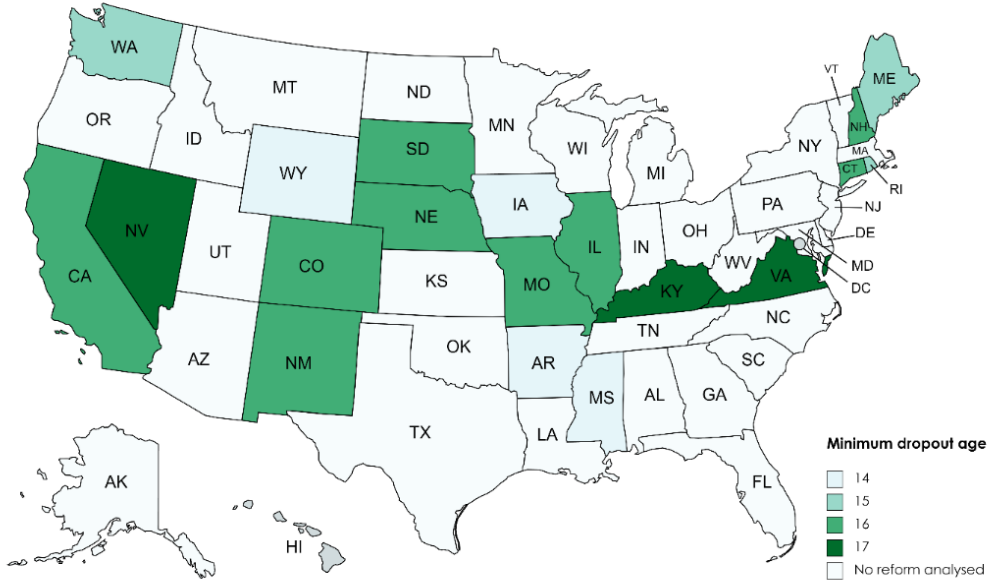 WA
ME
VT
MT
ND
OR
MN
NH
ID
SD
WI
NY
MA
WY
MI
CT
RI
IA
PA
NJ
NE
NV
OH
DE
UT
IL
IN
CA
CO
WV
MD
VA
DC
KS
MO
KY
NC
TN
AZ
NM
OK
AR
SC
MS
AL
GA
TX
LA
AK
FL
HI
Minimum dropout age
14
15
16
17
No reform analysed